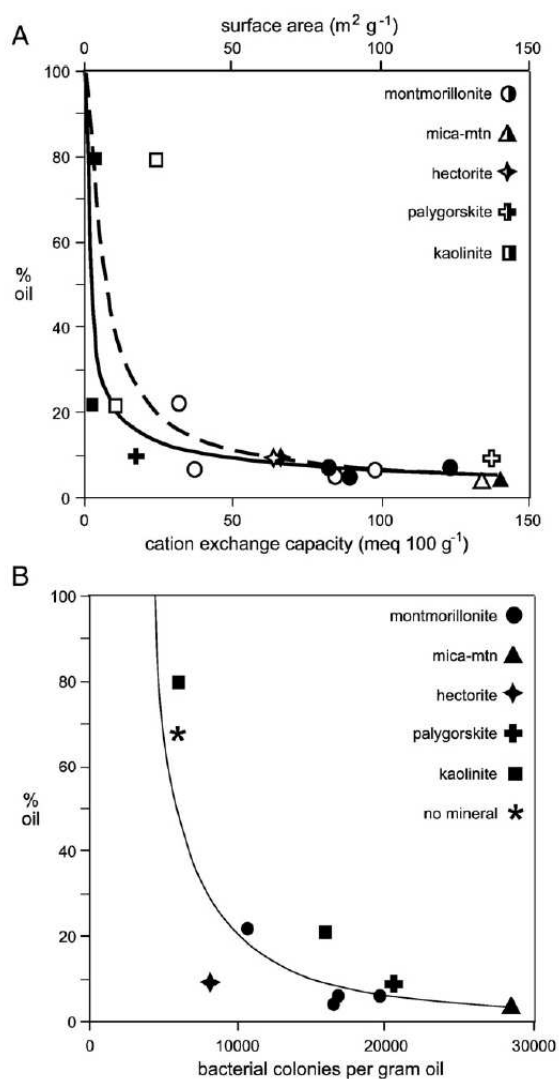 A
surface area (m² g⁻¹)
0 50 100 150
100
80
60
40
20
0
%
oil
montmorillonite
mica-mtn
hectorite
palygorskite
kaolinite
0 50 100 150
cation exchange capacity (meq 100 g⁻¹)
B
100
80
60
40
20
0
%
oil
montmorillonite
mica-mtn
hectorite
palygorskite
kaolinite
no mineral
0 10000 20000 30000
bacterial colonies per gram oil